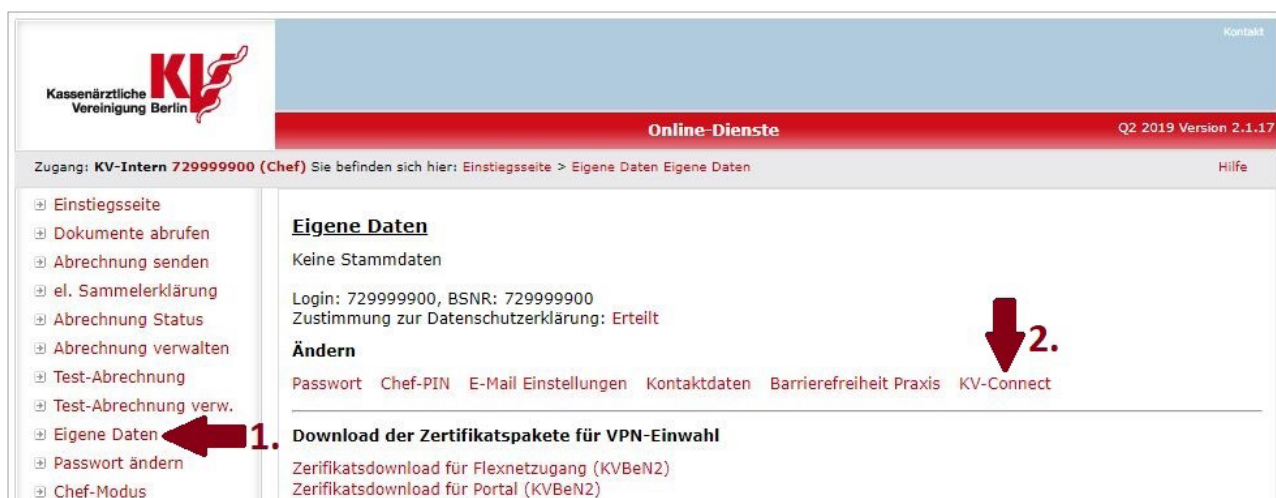 Kontakt
KV
Kassenärztliche
Vereinigung Berlin
Online-Dienste
Q2 2019 Version 2.1.17
Zugang: KV-Intern 729999900 (Chef) Sie befinden sich hier: Einstiegsseite > Eigene Daten Eigene Daten
Hilfe
Einstiegsseite
Dokumente abrufen
Abrechnung senden
el. Sammelerklärung
Abrechnung Status
Abrechnung verwalten
Test-Abrechnung
Test-Abrechnung verw.
Eigene Daten
1.
Passwort ändern
Chef-Modus
Eigene Daten
Keine Stammdaten
Login: 729999900, BSNR: 729999900
Zustimmung zur Datenschutzerklärung: Erteilt
2.
Ändern
Passwort Chef-PIN E-Mail Einstellungen Kontaktdaten Barrierefreiheit Praxis KV-Connect
Download der Zertifikatspakete für VPN-Einwahl
Zerifikatsdownload für Flexnetzugang (KVBeN2)
Zerifikatsdownload für Portal (KVBeN2)